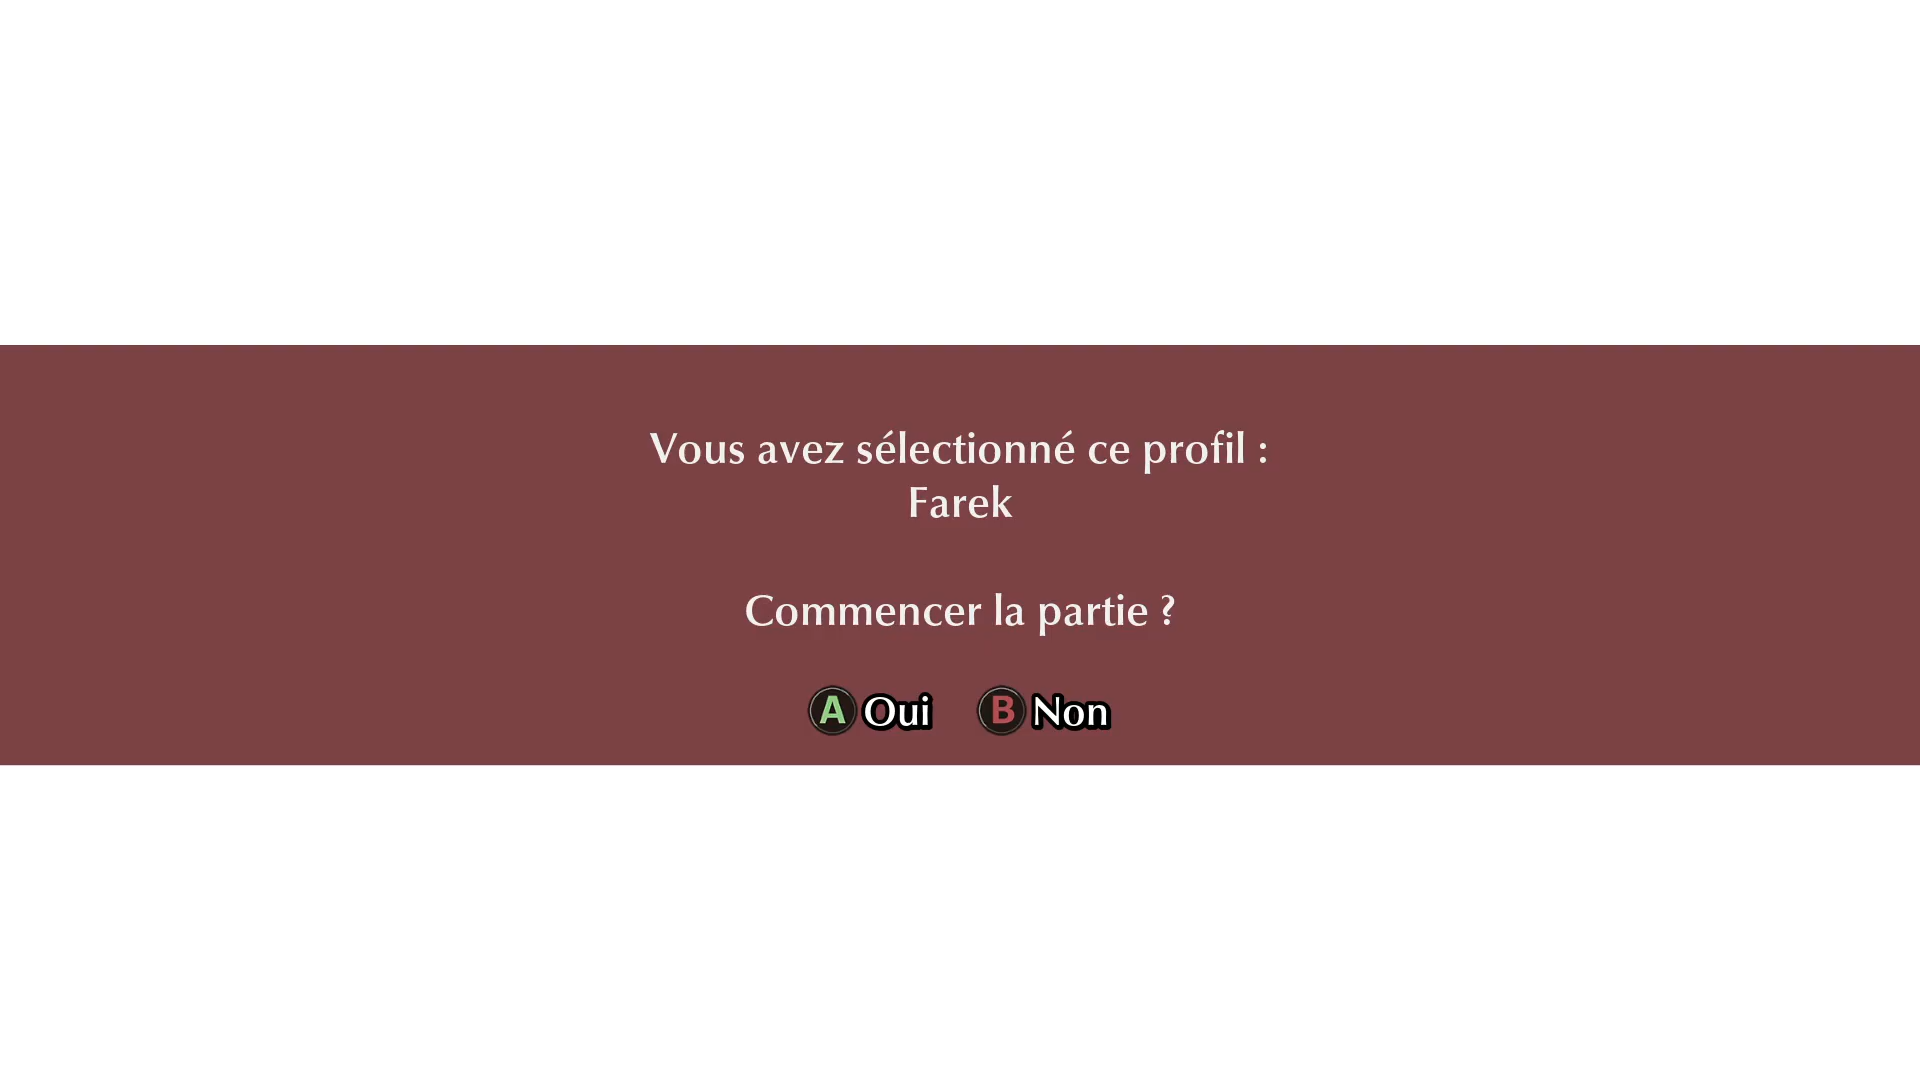 Vous avez sélectionné ce profil :
Farek
Commencer la partie ?
A Oui B Non